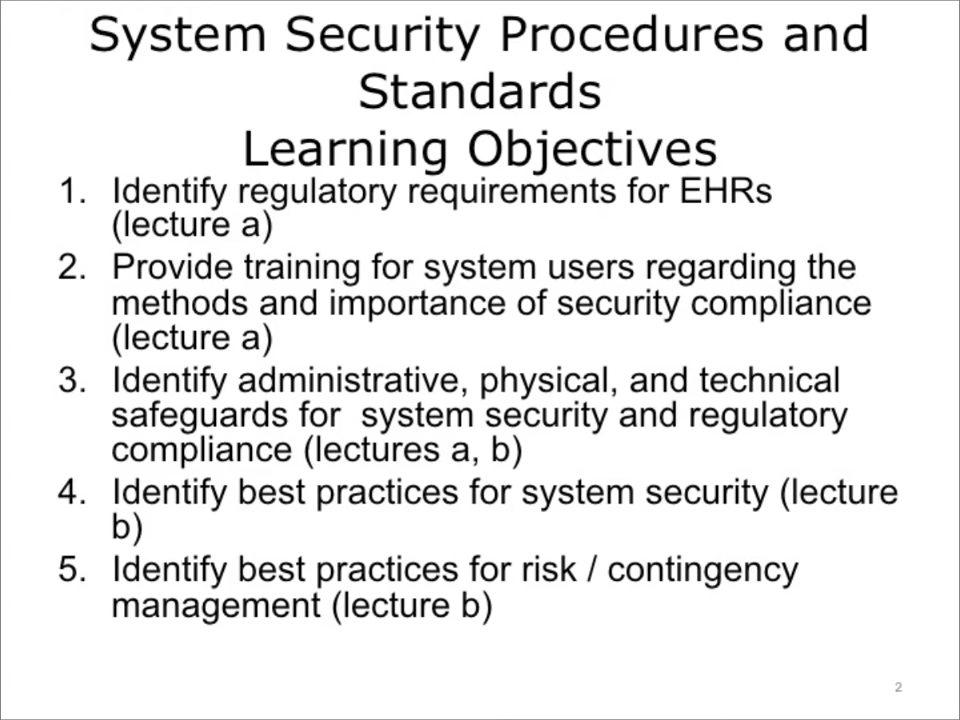 System Security Procedures and
Standards
Learning Objectives
1. Identify regulatory requirements for EHRs
(lecture a)
2. Provide training for system users regarding the
methods and importance of security compliance
(lecture a)
3. Identify administrative, physical, and technical
safeguards for  system security and regulatory
compliance (lectures a, b)
4. Identify best practices for system security (lecture
b)
5. Identify best practices for risk / contingency
management (lecture b)
2